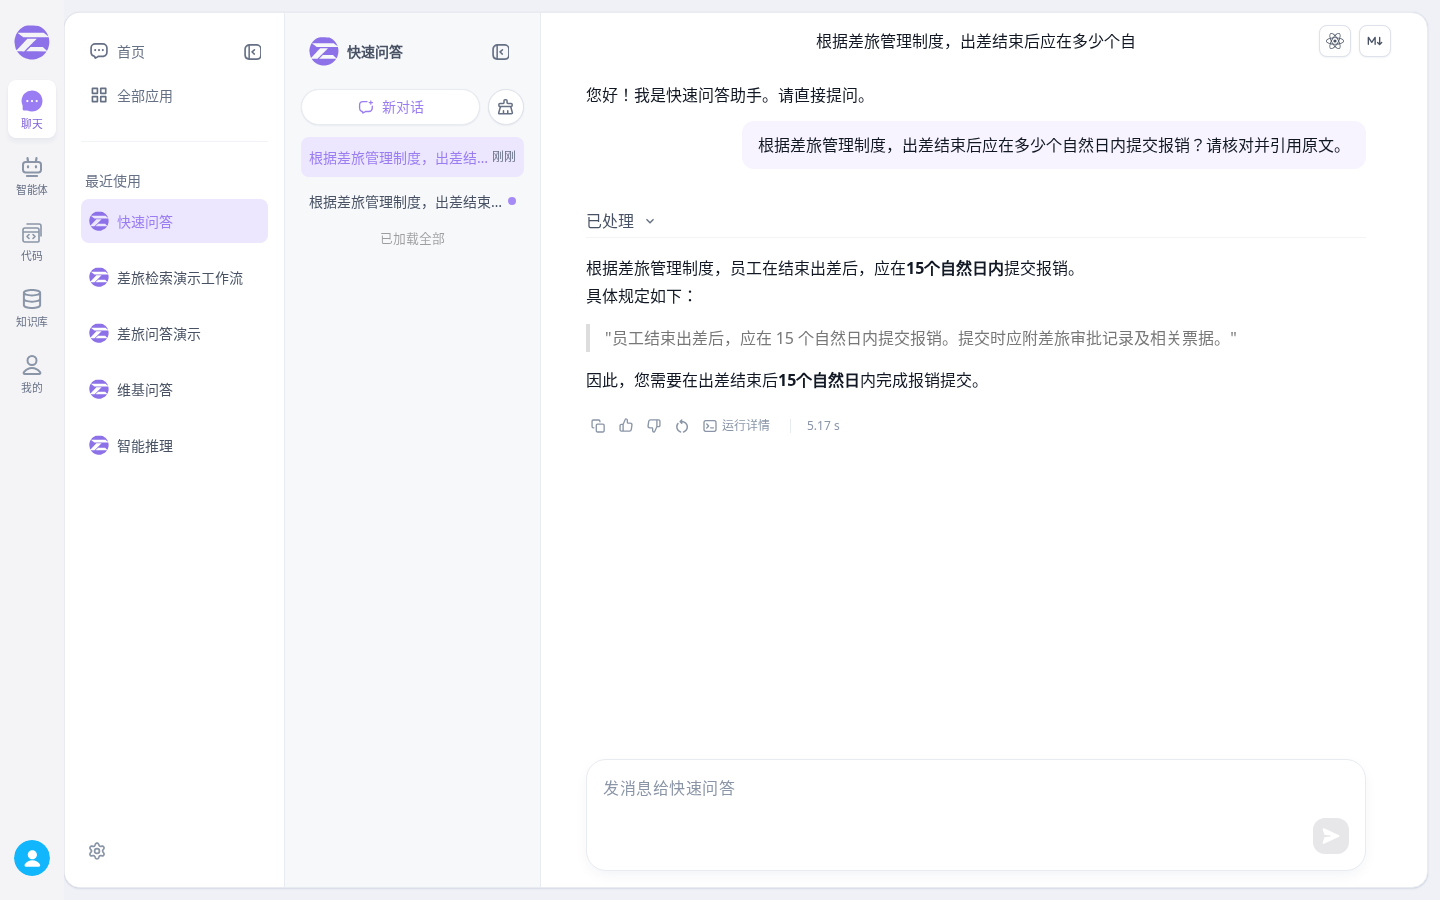 聊天
智能体
代码
知识库
我的
首页
全部应用
最近使用
快速问答
差旅检索演示工作流
差旅问答演示
维基问答
智能推理
快速问答
新对话
根据差旅管理制度，出差结... 刚刚
根据差旅管理制度，出差结束...
已加载全部
根据差旅管理制度，出差结束后应在多少个自
M↓
您好！我是快速问答助手。请直接提问。
根据差旅管理制度，出差结束后应在多少个自然日内提交报销？请核对并引用原文。
已处理
根据差旅管理制度，员工在结束出差后，应在15个自然日内提交报销。
具体规定如下：
"员工结束出差后，应在 15 个自然日内提交报销。提交时应附差旅审批记录及相关票据。"
因此，您需要在出差结束后15个自然日内完成报销提交。
运行详情 5.17 s
发消息给快速问答